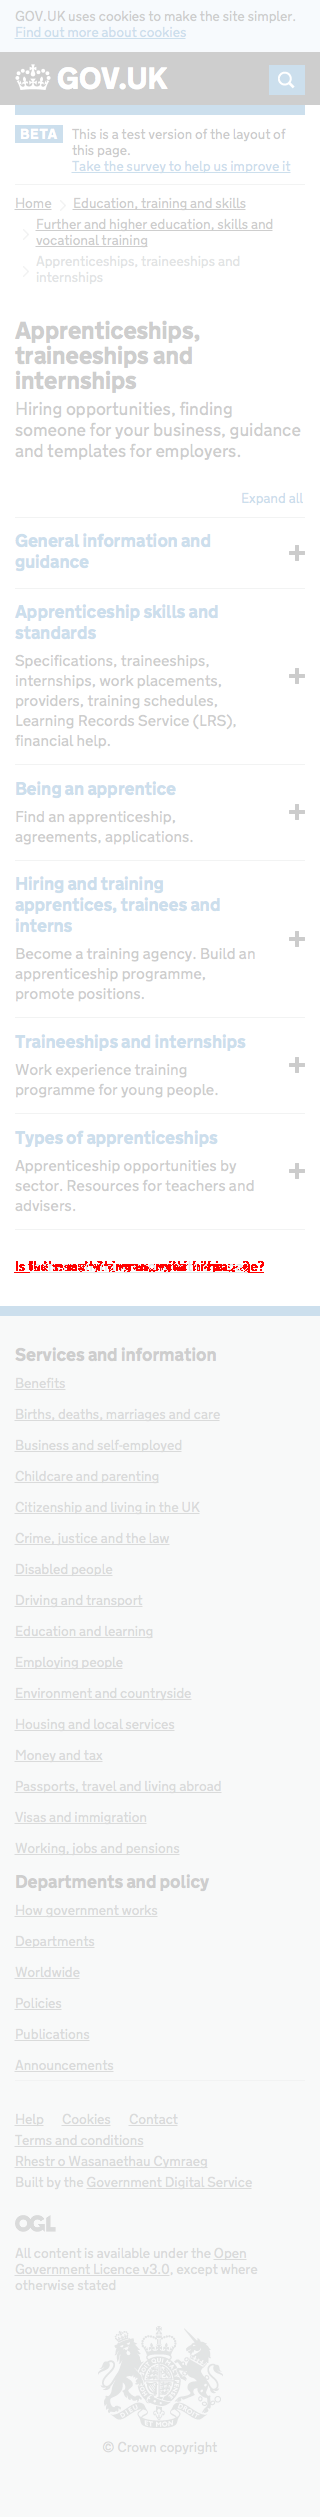 GOV.UK uses cookies to make the site simpler.
Find out more about cookies
GOV.UK
BETA This is a test version of the layout of
this page.
Take the survey to help us improve it
Home Education, training and skills
Further and higher education, skills and
vocational training
Apprenticeships, traineeships and
internships
Apprenticeships,
traineeships and
internships
Hiring opportunities, finding
someone for your business, guidance
and templates for employers.
Expand all
General information and
guidance
Apprenticeship skills and
standards
Specifications, traineeships,
internships, work placements,
providers, training schedules,
Learning Records Service (LRS),
financial help.
Being an apprentice
Find an apprenticeship,
agreements, applications.
Hiring and training
apprentices, trainees and
interns
Become a training agency. Build an
apprenticeship programme,
promote positions.
Traineeships and internships
Work experience training
programme for young people.
Types of apprenticeships
Apprenticeship opportunities by
sector. Resources for teachers and
advisers.
Services and information
Benefits
Births, deaths, marriages and care
Business and self-employed
Childcare and parenting
Citizenship and living in the UK
Crime, justice and the law
Disabled people
Driving and transport
Education and learning
Employing people
Environment and countryside
Housing and local services
Money and tax
Passports, travel and living abroad
Visas and immigration
Working, jobs and pensions
Departments and policy
How government works
Departments
Worldwide
Policies
Publications
Announcements
Help Cookies Contact
Terms and conditions
Rhestr o Wasanaethau Cymraeg
Built by the Government Digital Service
OGL
All content is available under the Open
Government Licence v3.0, except where
otherwise stated
© Crown copyright